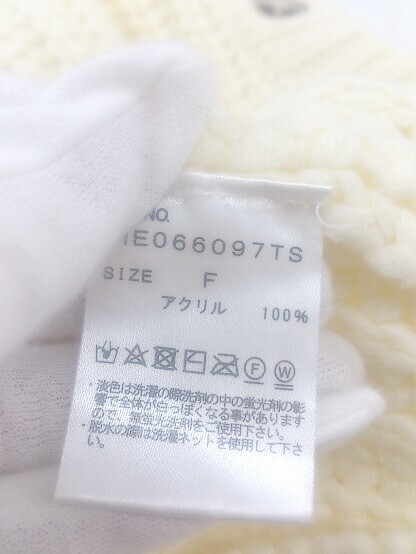 NO.
HE066097TS
SIZE F
アクリル 100%
F W
・淡色は洗濯の際洗剤の中の蛍光剤の影
響で全体が白っぽくなる事があります
ので、無蛍光洗剤をご使用下さい。
・脱水の際は洗濯ネットを使用して下さ
い。